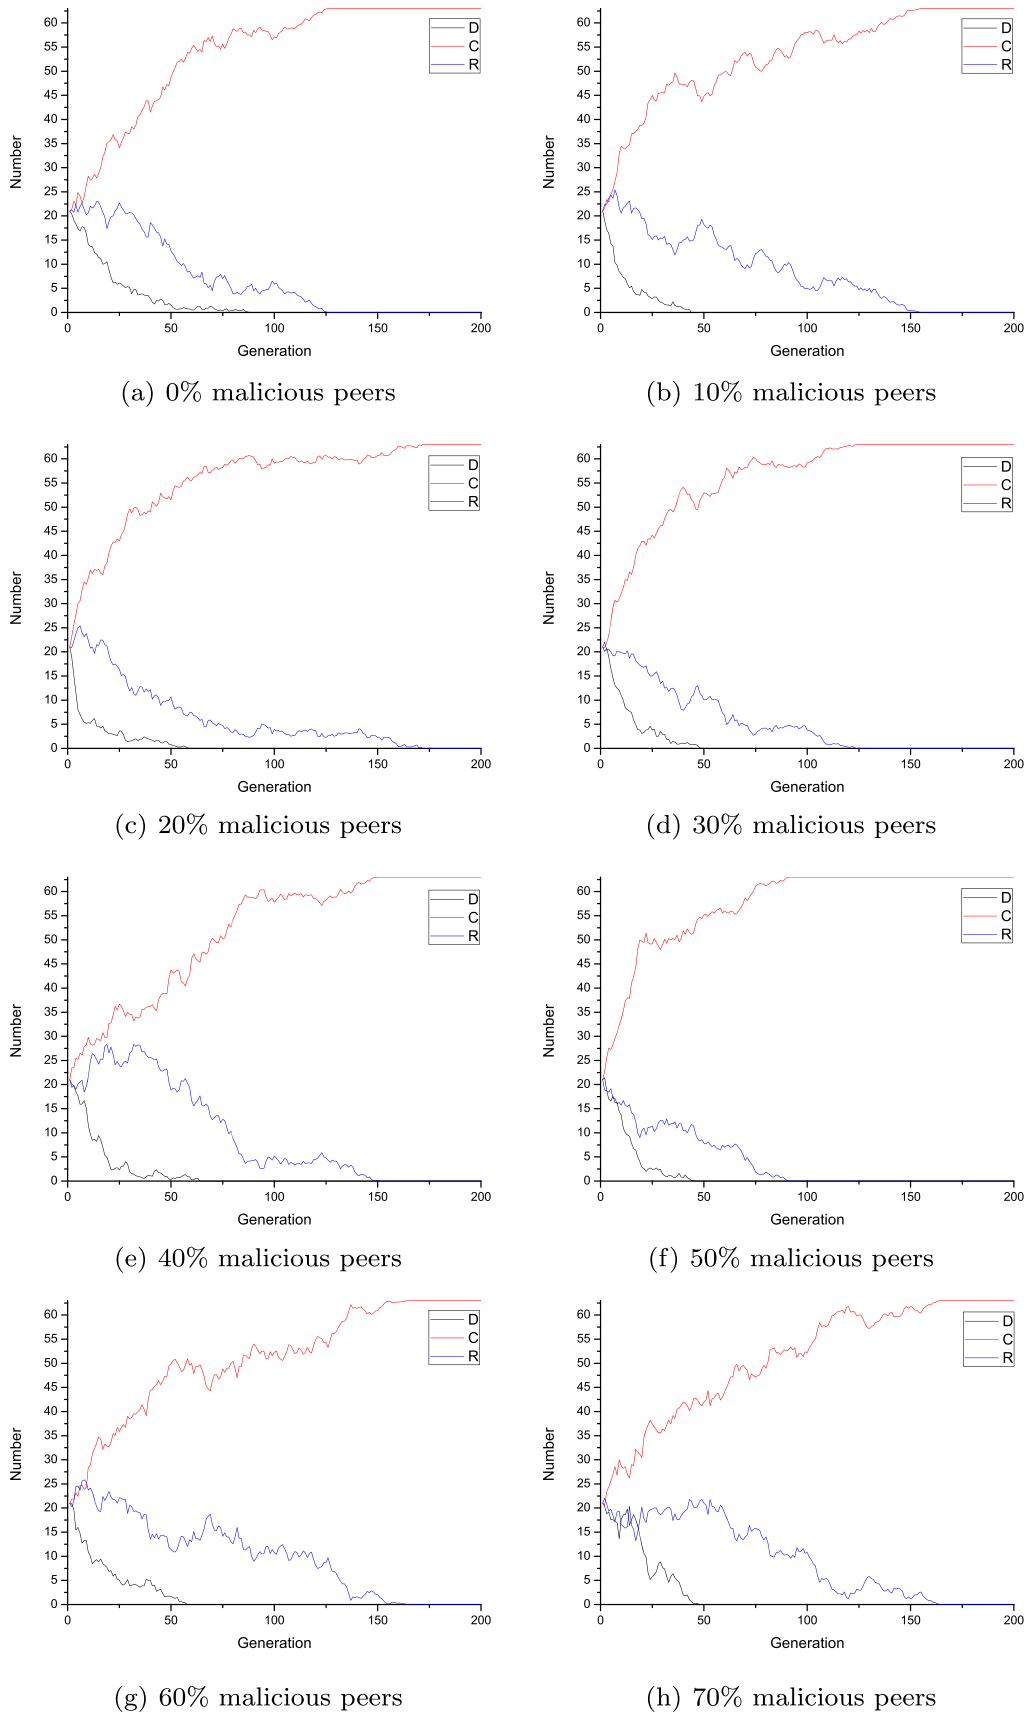 60
55
50
45
40
35
30
25
20
15
10
5
0
Number
D
C
R
0 50 100 150 200
Generation
(a) 0% malicious peers
60
55
50
45
40
35
30
25
20
15
10
5
0
Number
D
C
R
0 50 100 150 200
Generation
(b) 10% malicious peers
60
55
50
45
40
35
30
25
20
15
10
5
0
Number
D
C
R
0 50 100 150 200
Generation
(c) 20% malicious peers
60
55
50
45
40
35
30
25
20
15
10
5
0
Number
D
C
R
0 50 100 150 200
Generation
(d) 30% malicious peers
60
55
50
45
40
35
30
25
20
15
10
5
0
Number
D
C
R
0 50 100 150 200
Generation
(e) 40% malicious peers
60
55
50
45
40
35
30
25
20
15
10
5
0
Number
D
C
R
0 50 100 150 200
Generation
(f) 50% malicious peers
60
55
50
45
40
35
30
25
20
15
10
5
0
Number
D
C
R
0 50 100 150 200
Generation
(g) 60% malicious peers
60
55
50
45
40
35
30
25
20
15
10
5
0
Number
D
C
R
0 50 100 150 200
Generation
(h) 70% malicious peers